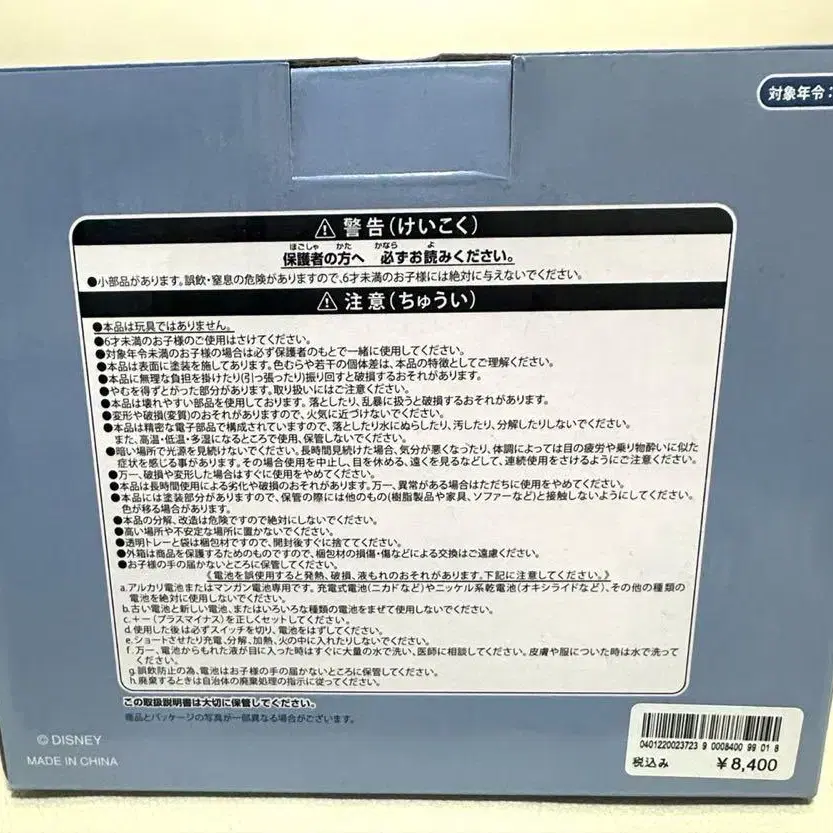 対象年令:
⚠ 警告(けいこく)
ほごしゃ かた かなら よ
保護者の方へ 必ずお読みください。
●小部品があります。誤飲・窒息の危険がありますので、6才未満のお子様には絶対に与えないでください。
⚠ 注意(ちゅうい)
●本品は玩具ではありません。
●6才未満のお子様のご使用はさけてください。
●対象年令未満のお子様の場合は必ず保護者のもとで一緒に使用してください。
●本品は表面に塗装を施してあります。色むらや若干の個体差は、本品の特徴としてご理解ください。
●本品に無理な負担を掛けたり(引っ張ったり)振り回すと破損するおそれがあります。
●やむを得ずとがった部分があります。取り扱いにはご注意ください。
●本品は壊れやすい部品を使用しております。落としたり、乱暴に扱うと破損するおそれがあります。
●変形や破損(変質)のおそれがありますので、火気に近づけないでください。
●本品は精密な電子部品で構成されていますので、落としたり水にぬらしたり、汚したり、分解したりしないでください。
また、高温・低温・多湿になるところで使用、保管しないでください。
●暗い場所で光源を見続けないでください。長時間見続けた場合、気分が悪くなったり、体調によっては目の疲労や乗り物酔いに似た
症状を感じる事があります。その場合使用を中止し、目を休める、遠くを見るなどして、連続使用をさけるようにご注意ください。
●万一、破損や変形した場合はすぐに使用をやめてください。
●本品は長時間使用による劣化や破損のおそれがあります。万一、異常がある場合はただちに使用をやめてください。
●本品には塗装部分がありますので、保管の際には他のもの(樹脂製品や家具、ソファーなど)と接触しないようにしてください。
色が移る場合があります。
●本品の分解、改造は危険ですので絶対にしないでください。
●高い場所や不安定な場所に置かないでください。
●透明トレーと袋は梱包材ですので、開封後すぐに捨ててください。
●外箱は商品を保護するためのものですので、梱包材の損傷・傷などによる交換はご遠慮ください。
●お子様の手の届かないところに保管してください。
《電池を誤使用すると発熱、破損、液もれのおそれがあります。下記に注意してください。》
a.アルカリ電池またはマンガン電池専用です。充電式電池(ニカドなど)やニッケル系乾電池(オキシライドなど)、その他の種類の
電池を絶対に使用しないでください。
b.古い電池と新しい電池、またはいろいろな種類の電池をまぜて使用しないでください。
c.+-(プラスマイナス)を正しくセットしてください。
d.使用した後は必ずスイッチを切り、電池をはずしてください。
e.ショートさせたり充電、分解、加熱、火の中に入れたりしないでください。
f.万一、電池からもれた液が目に入った時はすぐに大量の水で洗い、医師に相談してください。皮膚や服についた時は水で洗って
ください。
g.誤飲防止の為、電池はお子様の手の届かないところに保管してください。
h.廃棄するときは自治体の廃棄処理の指示に従ってください。
この取扱説明書は大切に保管してください。
商品とパッケージの写真が一部異なる場合がございます。
© DISNEY
MADE IN CHINA
0401220023723 9 0008400 99 01 8
税込み ¥8,400